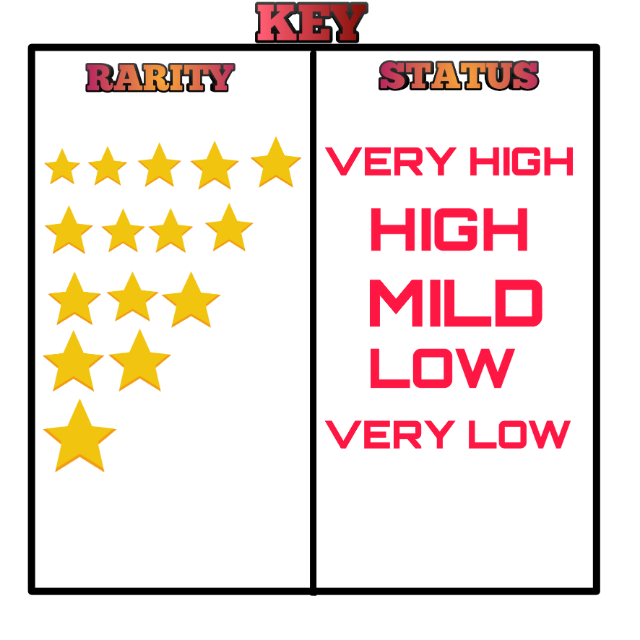 KEY
RARITY
STATUS
VERY HIGH
HIGH
MILD
LOW
VERY LOW